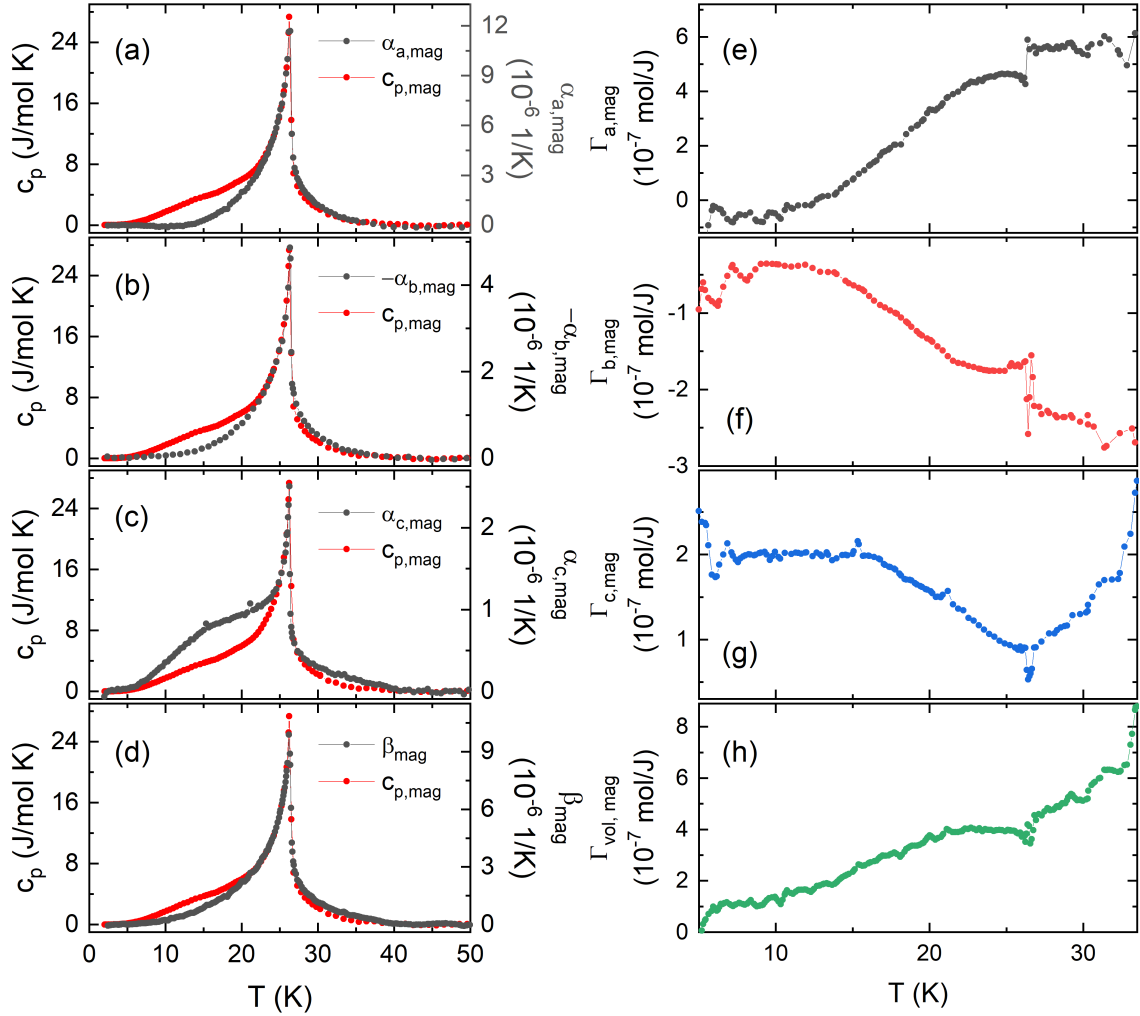 (a)
α_a,mag
c_p,mag
28
16
8
0
c_p (J/mol K)
12
9
6
3
0
α_a,mag
(10⁻⁶ 1/K)
(b)
−α_b,mag
c_p,mag
24
16
8
0
c_p (J/mol K)
4
2
0
−α_b,mag
(10⁻⁶ 1/K)
(c)
α_c,mag
c_p,mag
24
16
8
0
c_p (J/mol K)
2
1
0
α_c,mag
(10⁻⁶ 1/K)
(d)
β_mag
c_p,mag
24
16
8
0
c_p (J/mol K)
9
6
3
0
β_mag
(10⁻⁶ 1/K)
0 10 20 30 40 50
T (K)
(e)
6
4
2
0
Γ_a,mag
(10⁻⁷ mol/J)
(f)
-1
-2
-3
Γ_b,mag
(10⁻⁷ mol/J)
(g)
2
1
Γ_c,mag
(10⁻⁷ mol/J)
(h)
8
6
4
2
0
Γ_vol, mag
(10⁻⁷ mol/J)
10 20 30
T (K)